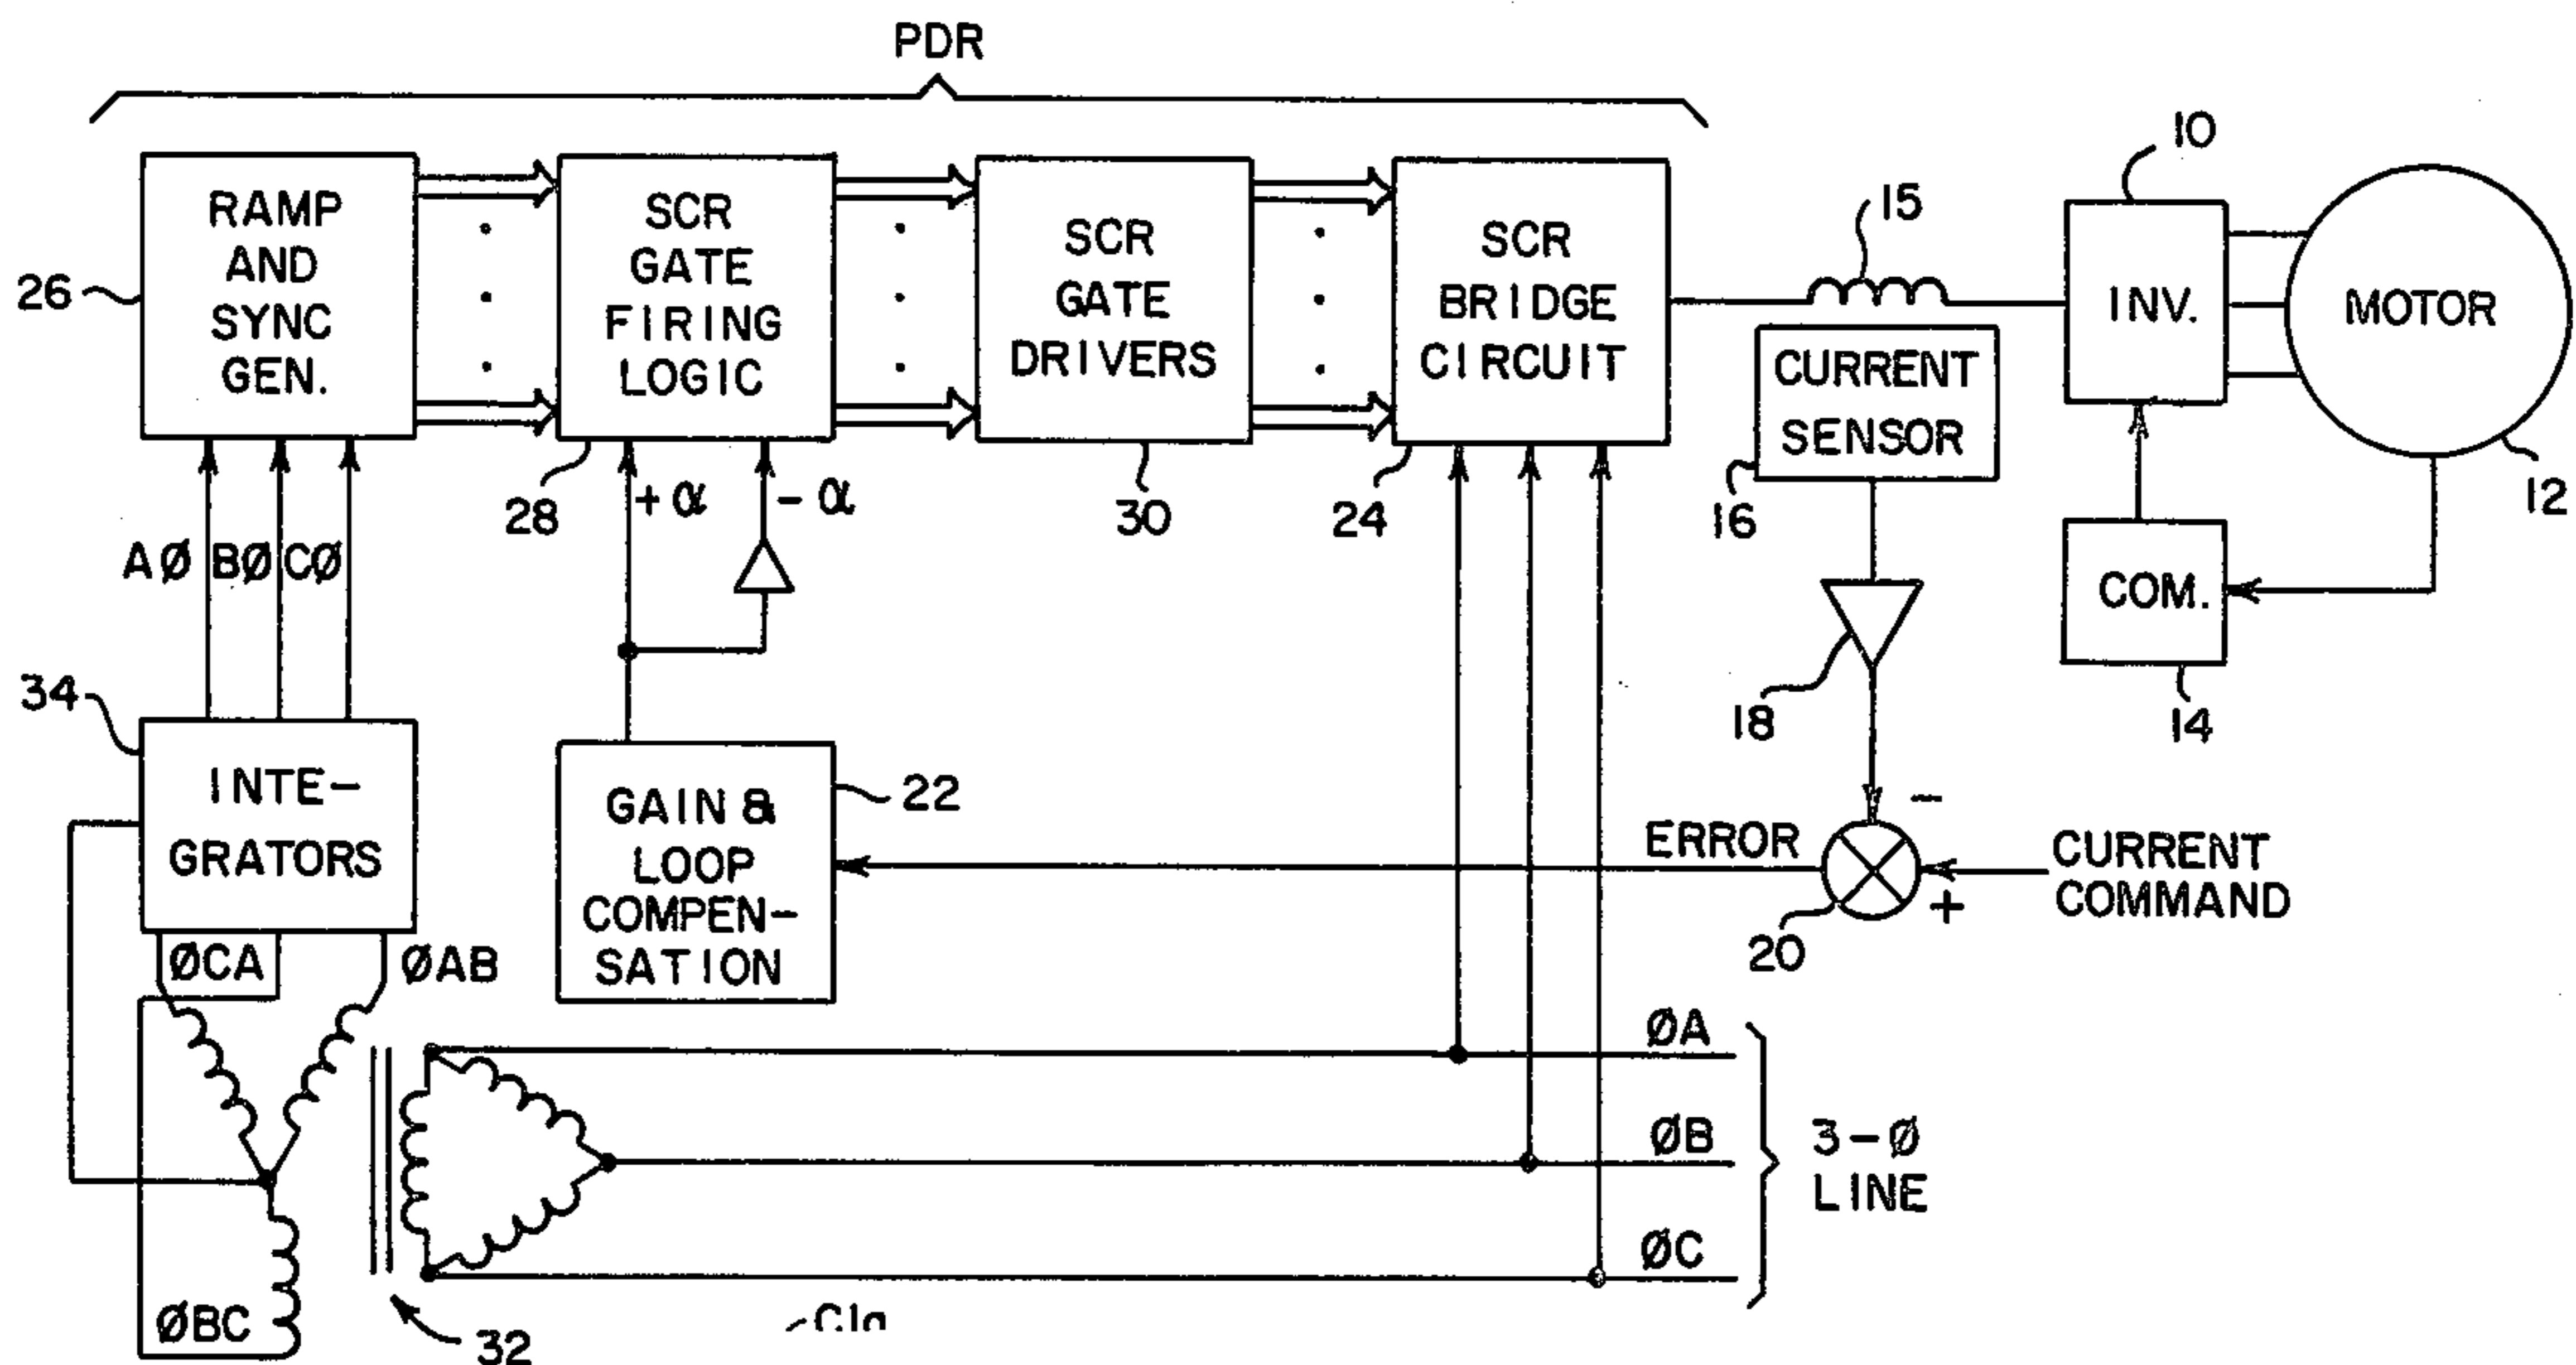 PDR
RAMP
AND
SYNC
GEN.
26
SCR
GATE
FIRING
LOGIC
28
SCR
GATE
DRIVERS
30
SCR
BRIDGE
CIRCUIT
24
15
CURRENT
SENSOR
16
10
INV.
MOTOR
12
COM.
14
+α
-α
AØ BØ CØ
18
34
INTE-
GRATORS
GAIN &
LOOP
COMPEN-
SATION
22
ERROR
-
+
20
CURRENT
COMMAND
ØCA
ØAB
ØBC
32
ØA
ØB
ØC
3-Ø
LINE